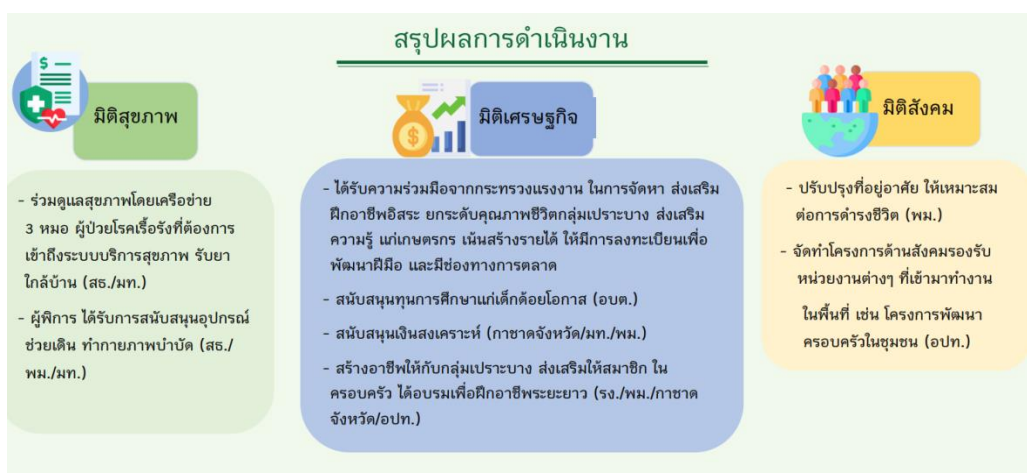 สรุปผลการดำเนินงาน
มิติสุขภาพ
- ร่วมดูแลสุขภาพโดยเครือข่าย
3 หมอ ผู้ป่วยโรคเรื้อรังที่ต้องการ
เข้าถึงระบบบริการสุขภาพ รับยา
ใกล้บ้าน (สธ./มท.)
- ผู้พิการ ได้รับการสนับสนุนอุปกรณ์
ช่วยเดิน ทำกายภาพบำบัด (สธ./
พม./มท.)
มิติเศรษฐกิจ
- ได้รับความร่วมมือจากกระทรวงแรงงาน ในการจัดหา ส่งเสริม
ฝึกอาชีพอิสระ ยกระดับคุณภาพชีวิตกลุ่มเปราะบาง ส่งเสริม
ความรู้ แก่เกษตรกร เน้นสร้างรายได้ ให้มีการลงทะเบียนเพื่อ
พัฒนาฝีมือ และมีช่องทางการตลาด
- สนับสนุนทุนการศึกษาแก่เด็กด้อยโอกาส (อบต.)
- สนับสนุนเงินสงเคราะห์ (กาชาดจังหวัด/มท./พม.)
- สร้างอาชีพให้กับกลุ่มเปราะบาง ส่งเสริมให้สมาชิก ใน
ครอบครัว ได้อบรมเพื่อฝึกอาชีพระยะยาว (รง./พม./กาชาด
จังหวัด/อปท.)
มิติสังคม
- ปรับปรุงที่อยู่อาศัย ให้เหมาะสม
ต่อการดำรงชีวิต (พม.)
- จัดทำโครงการด้านสังคมรองรับ
หน่วยงานต่างๆ ที่เข้ามาทำงาน
ในพื้นที่ เช่น โครงการพัฒนา
ครอบครัวในชุมชน (อปท.)